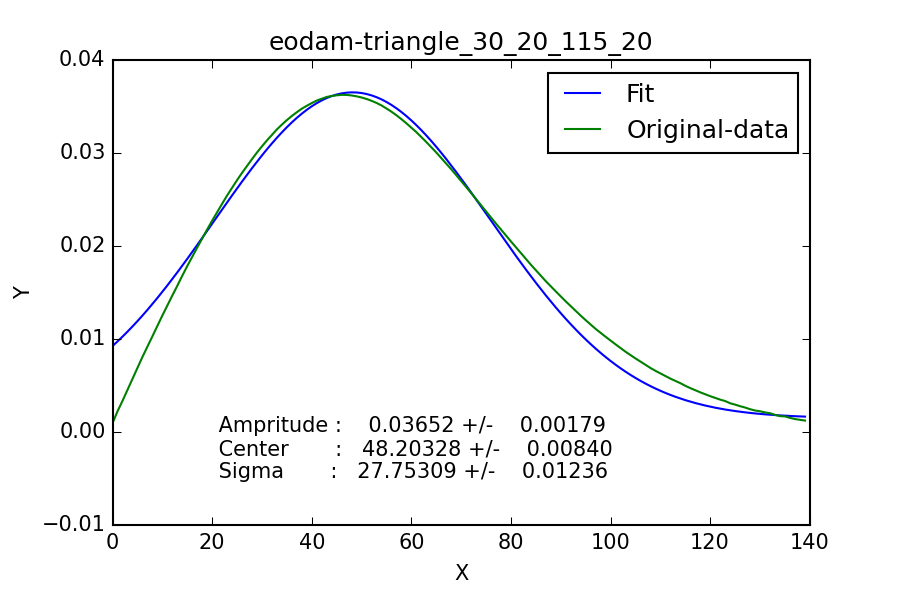 eodam-triangle_30_20_115_20
0.04
0.03
0.02
0.01
0.00
−0.01
Y
Fit
Original-data
Ampritude : 0.03652 +/- 0.00179
Center : 48.20328 +/- 0.00840
Sigma : 27.75309 +/- 0.01236
0 20 40 60 80 100 120 140
X